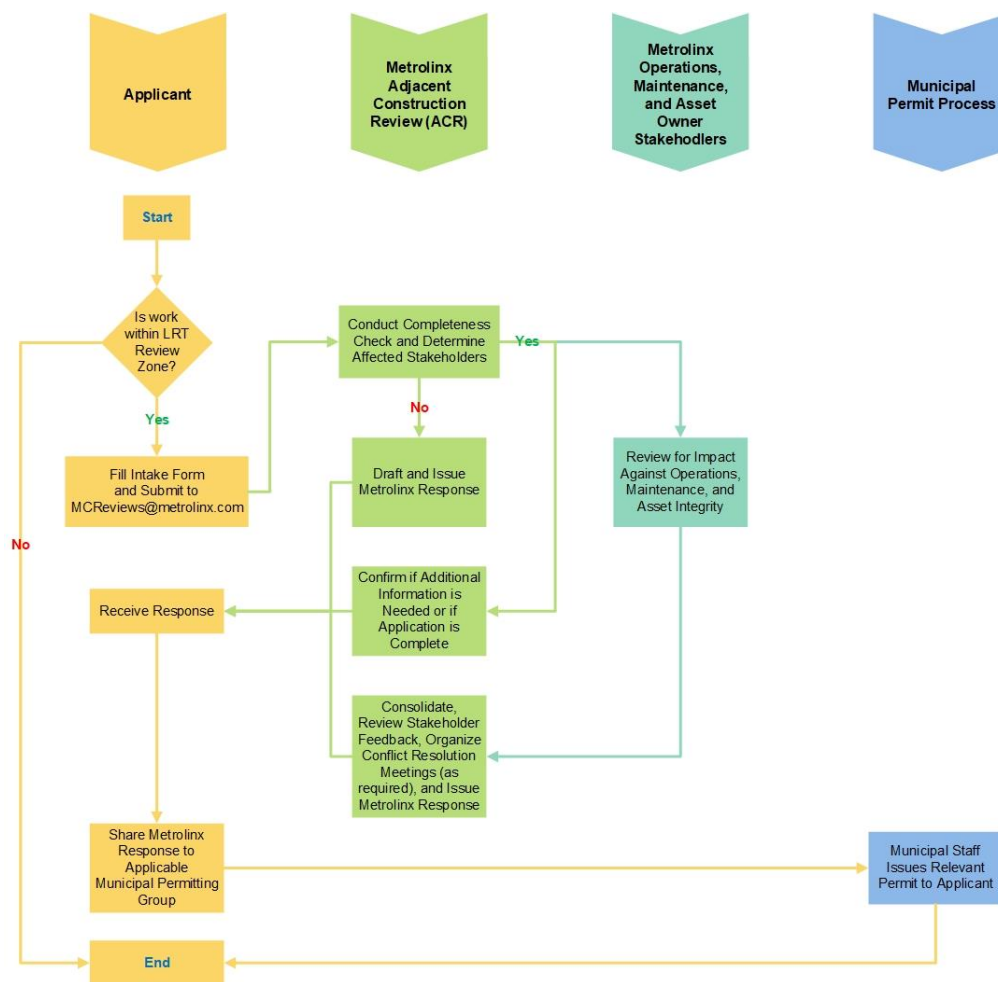 Applicant
Metrolinx
Adjacent
Construction
Review (ACR)
Metrolinx
Operations,
Maintenance,
and Asset
Owner
Stakehodlers
Municipal
Permit Process
Start
Is work
within LRT
Review
Zone?
Yes
No
Fill Intake Form
and Submit to
MCReviews@metrolinx.com
Conduct Completeness
Check and Determine
Affected Stakeholders
Yes
No
Draft and Issue
Metrolinx Response
Review for Impact
Against Operations,
Maintenance, and
Asset Integrity
Confirm if Additional
Information is
Needed or if
Application is
Complete
Receive Response
Consolidate,
Review Stakeholder
Feedback, Organize
Conflict Resolution
Meetings (as
required), and Issue
Metrolinx Response
Share Metrolinx
Response to
Applicable
Municipal Permitting
Group
Municipal Staff
Issues Relevant
Permit to Applicant
End